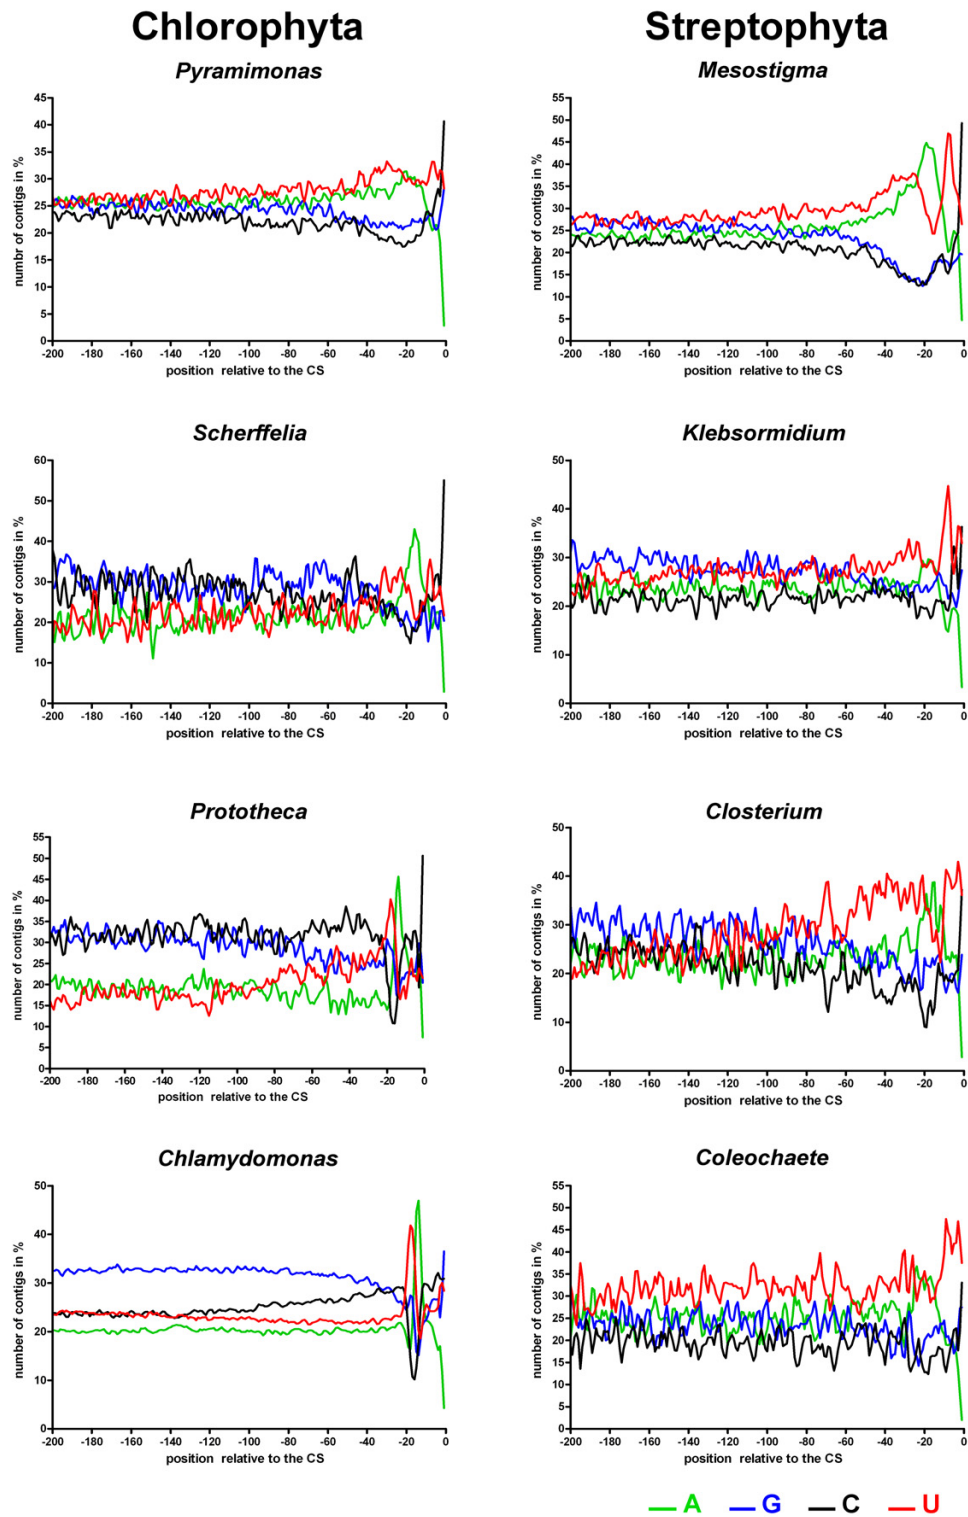 Chlorophyta
Streptophyta
Pyramimonas
Mesostigma
numbr of contigs in %
45
40
35
30
25
20
15
10
5
0
-200 -180 -160 -140 -120 -100 -80 -60 -40 -20 0
position relative to the CS
number of contigs in %
55
50
45
40
35
30
25
20
15
10
5
0
-200 -180 -160 -140 -120 -100 -80 -60 -40 -20 0
position relative to the CS
Scherffelia
Klebsormidium
number of contigs in %
60
50
40
30
20
10
0
-200 -180 -160 -140 -120 -100 -80 -60 -40 -20 0
position relative to the CS
number of contigs in %
50
40
30
20
10
0
-200 -180 -160 -140 -120 -100 -80 -60 -40 -20 0
position relative to the CS
Prototheca
Closterium
number of contigs in %
55
50
45
40
35
30
25
20
15
10
5
0
-200 -180 -160 -140 -120 -100 -80 -60 -40 -20 0
position relative to the CS
number of contigs in %
50
40
30
20
10
0
-200 -180 -160 -140 -120 -100 -80 -60 -40 -20 0
position relative to the CS
Chlamydomonas
Coleochaete
number of contigs in %
50
40
30
20
10
0
-200 -180 -160 -140 -120 -100 -80 -60 -40 -20 0
position relative to the CS
number of contigs in %
55
50
45
40
35
30
25
20
15
10
5
0
-200 -180 -160 -140 -120 -100 -80 -60 -40 -20 0
position relative to the CS
A G C U